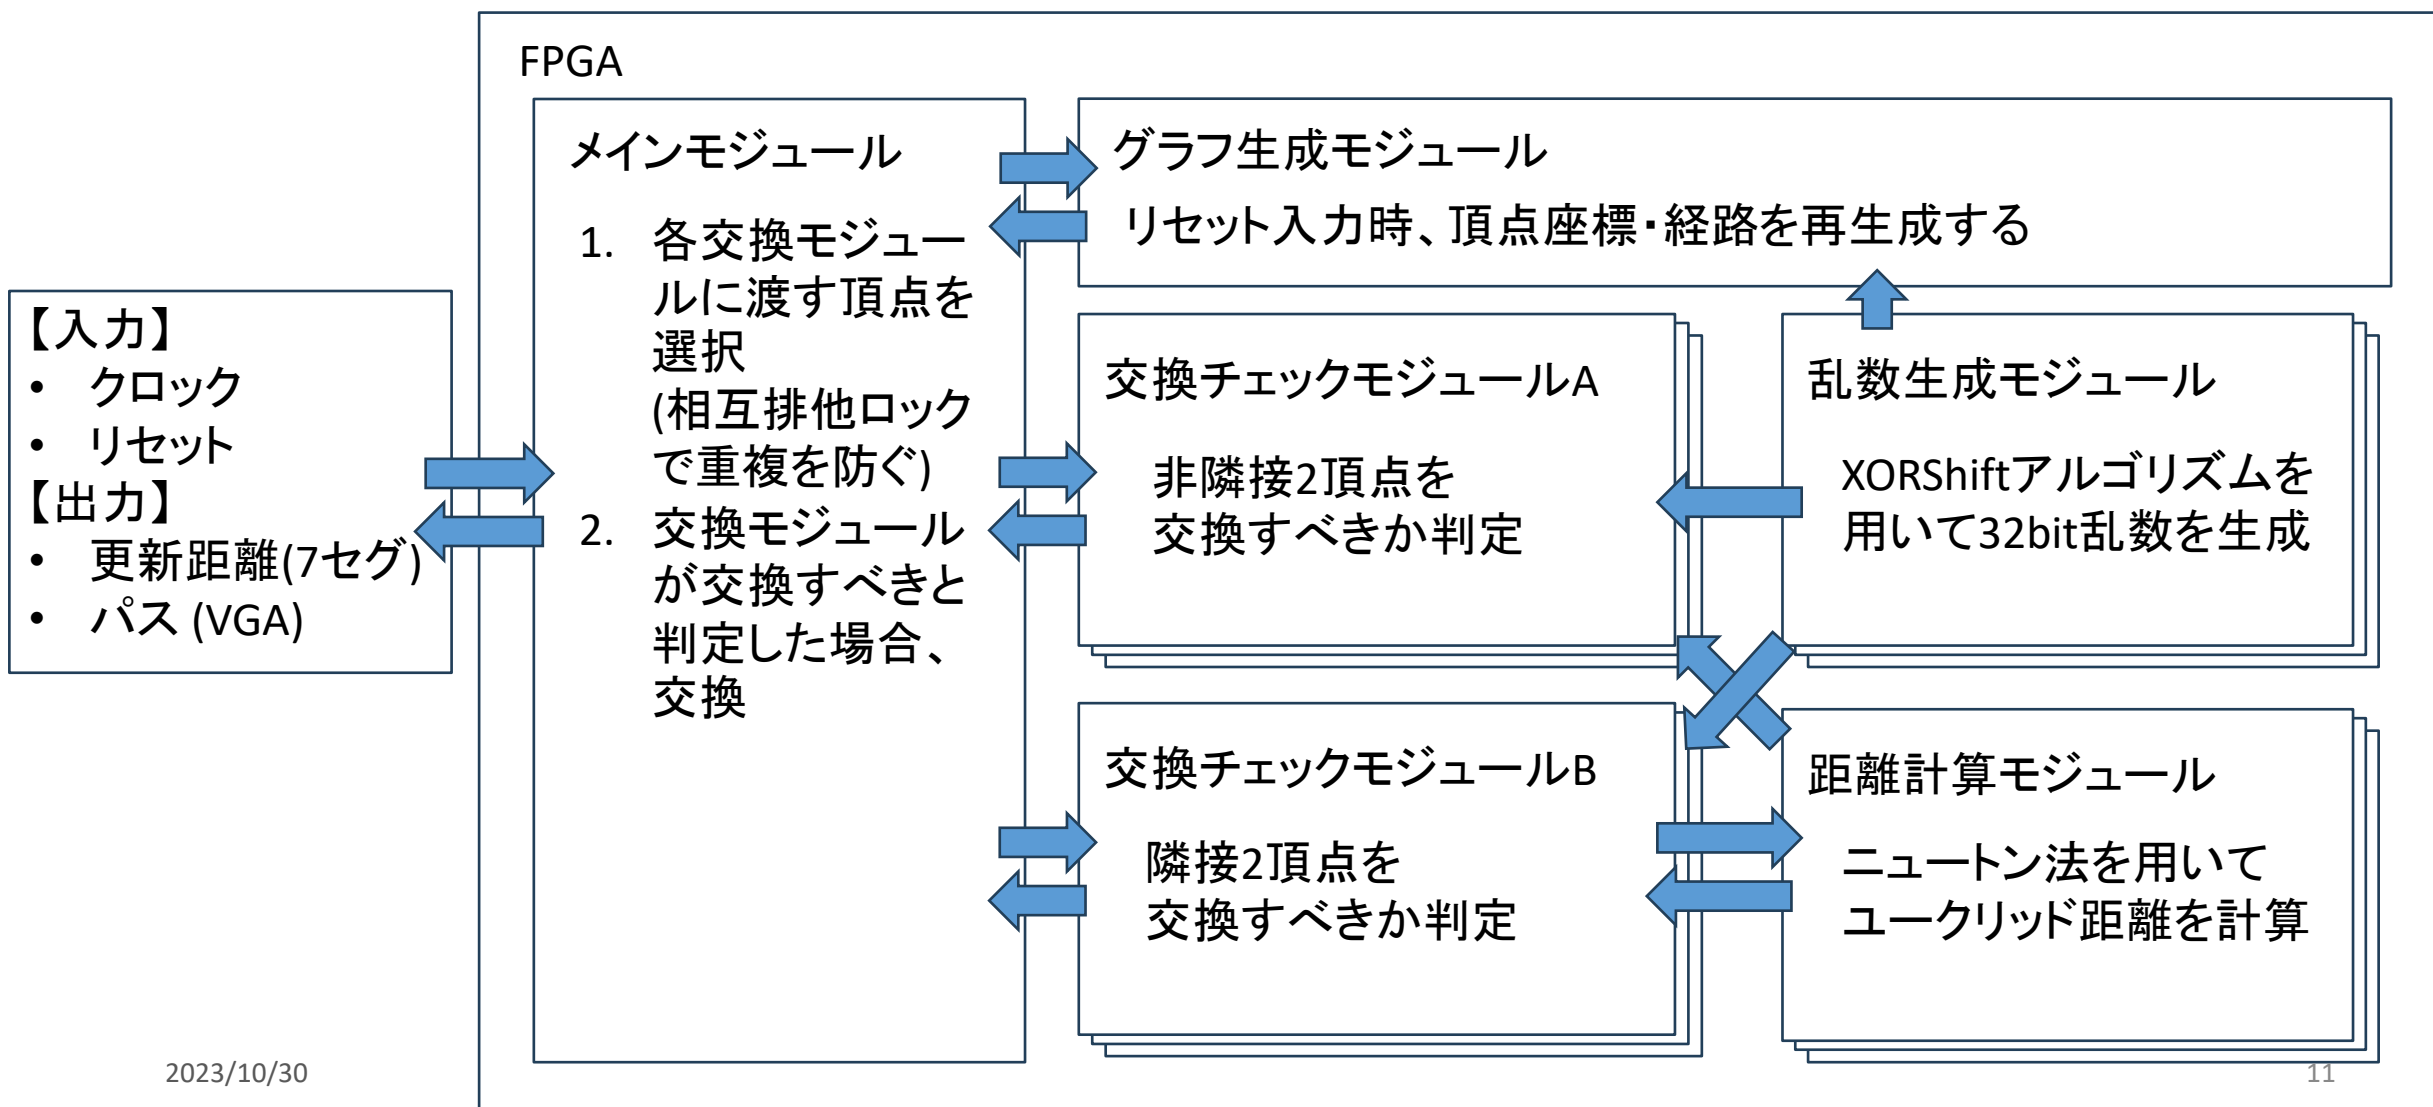 FPGA
メインモジュール
1. 各交換モジュー
ルに渡す頂点を
選択
(相互排他ロック
で重複を防ぐ)
2. 交換モジュール
が交換すべきと
判定した場合、
交換
グラフ生成モジュール
リセット入力時、頂点座標・経路を再生成する
【入力】
• クロック
• リセット
【出力】
• 更新距離(7セグ)
• パス (VGA)
交換チェックモジュールA
非隣接2頂点を
交換すべきか判定
乱数生成モジュール
XORShiftアルゴリズムを
用いて32bit乱数を生成
交換チェックモジュールB
隣接2頂点を
交換すべきか判定
距離計算モジュール
ニュートン法を用いて
ユークリッド距離を計算
2023/10/30
11